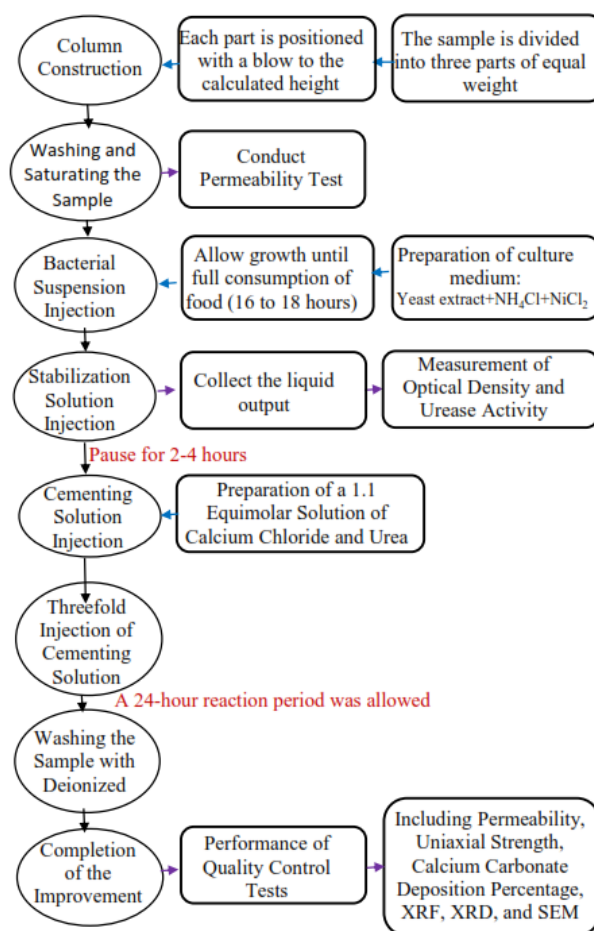 Column
Construction
Each part is positioned
with a blow to the
calculated height
The sample is divided
into three parts of equal
weight
Washing and
Saturating the
Sample
Conduct
Permeability Test
Bacterial
Suspension
Injection
Allow growth until
full consumption of
food (16 to 18 hours)
Preparation of culture
medium:
Yeast extract+NH₄Cl+NiCl₂
Stabilization
Solution
Injection
Collect the liquid
output
Measurement of
Optical Density and
Urease Activity
Pause for 2-4 hours
Cementing
Solution
Injection
Preparation of a 1.1
Equimolar Solution of
Calcium Chloride and Urea
Threefold
Injection of
Cementing
Solution
A 24-hour reaction period was allowed
Washing the
Sample with
Deionized
Completion
of the
Improvement
Performance of
Quality Control
Tests
Including Permeability,
Uniaxial Strength,
Calcium Carbonate
Deposition Percentage,
XRF, XRD, and SEM